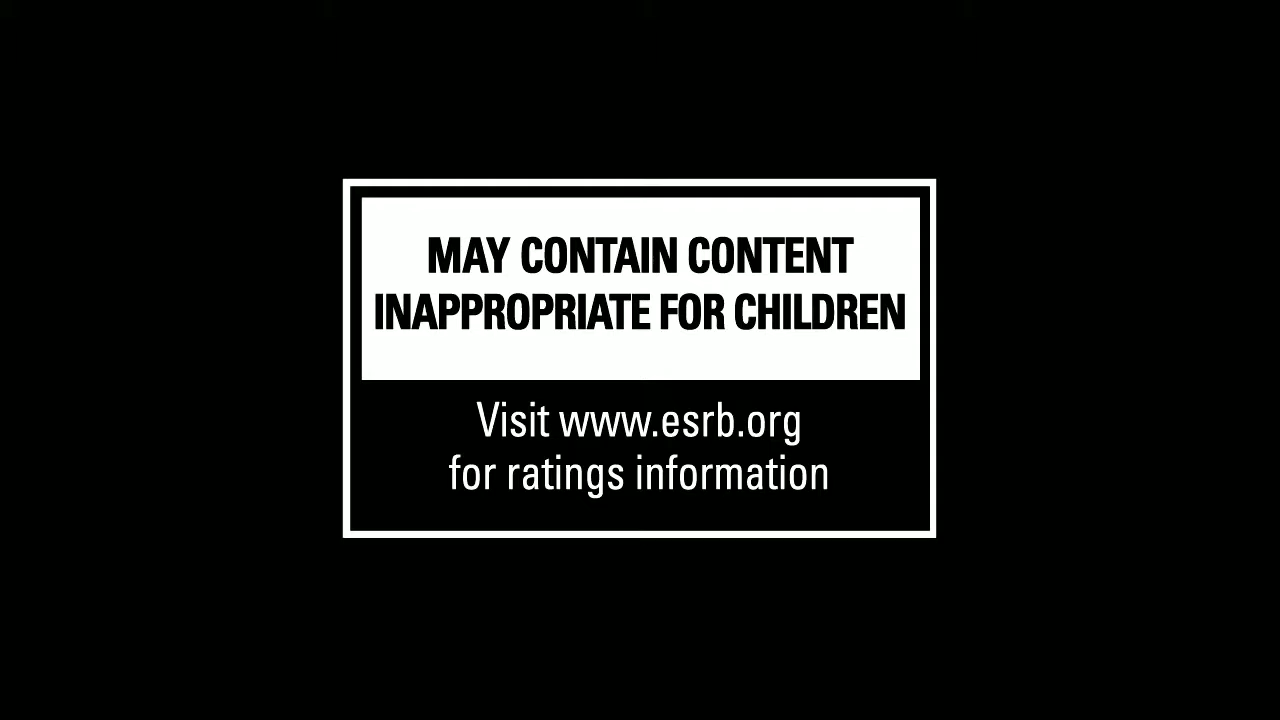 MAY CONTAIN CONTENT
INAPPROPRIATE FOR CHILDREN
Visit www.esrb.org
for ratings information